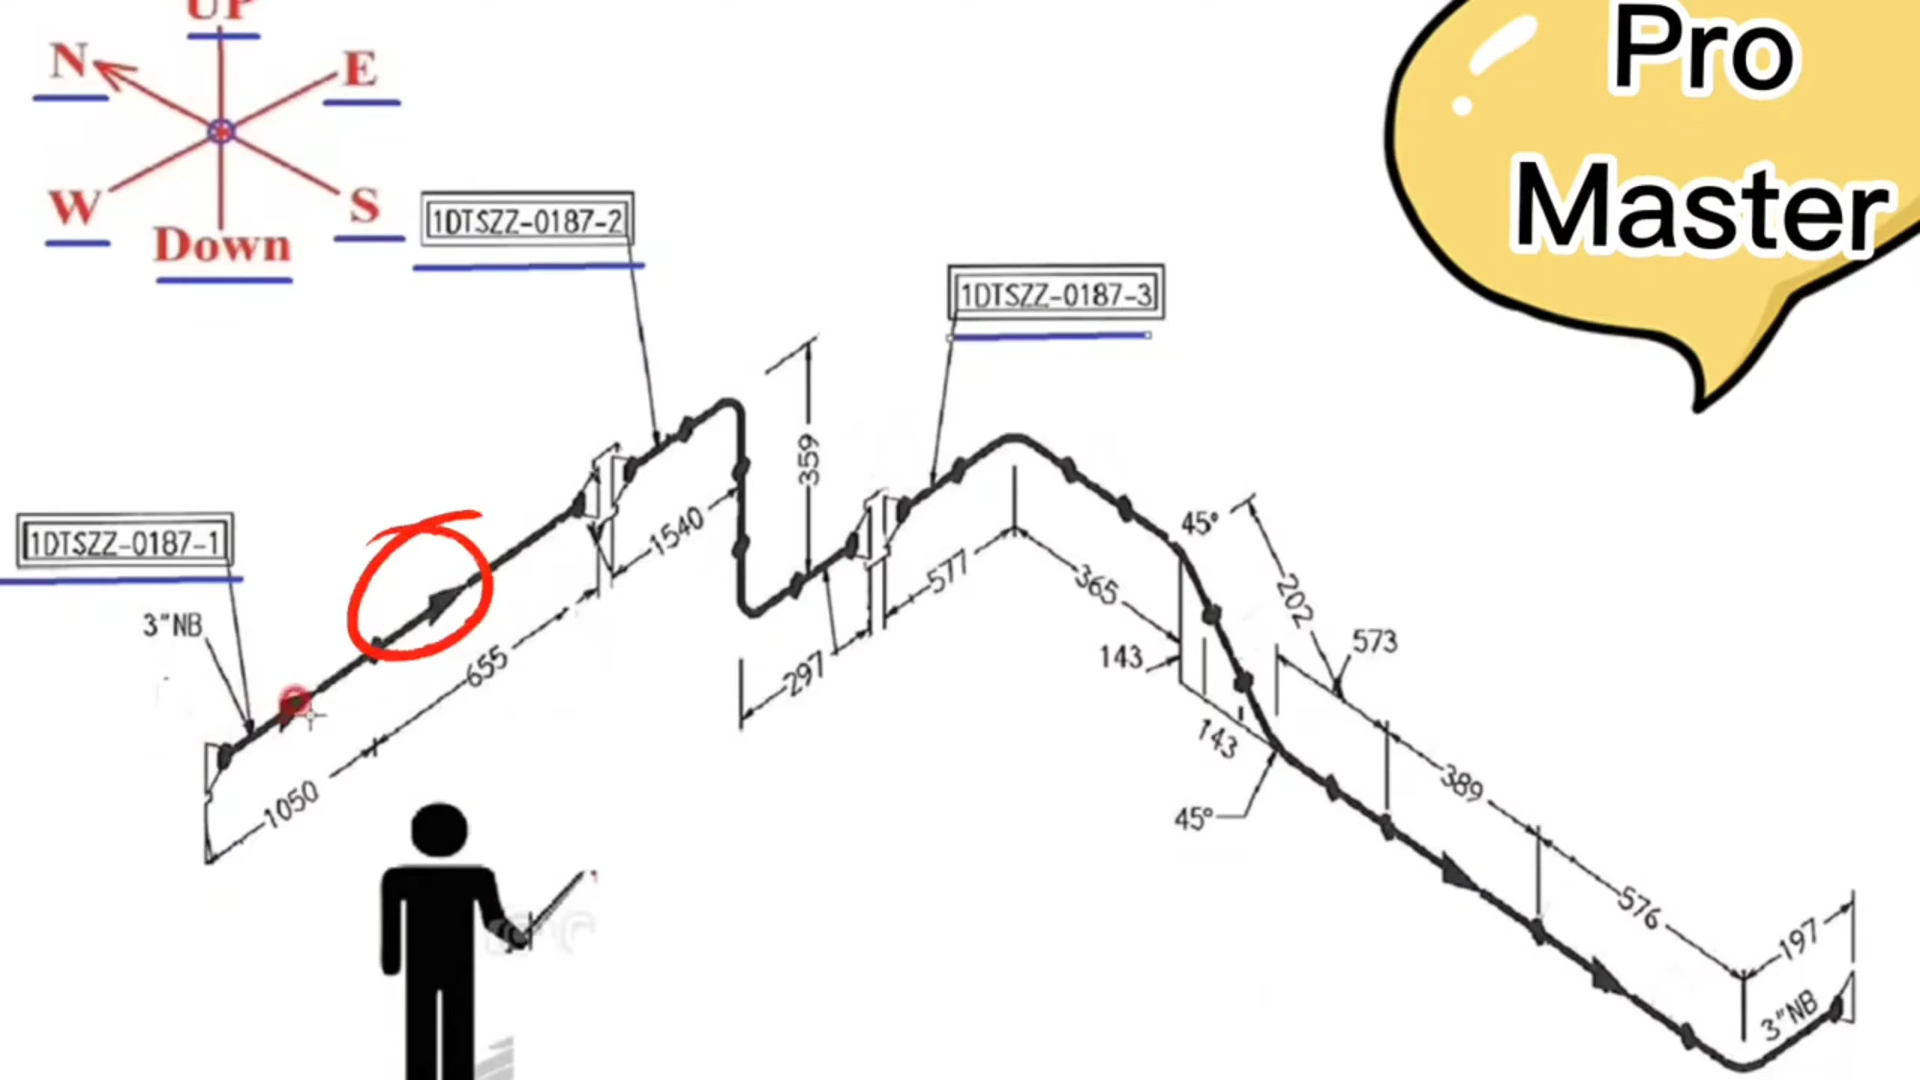 UP
N
E
W
S
Down
Pro
Master
1DTSZZ-0187-2
1DTSZZ-0187-3
1DTSZZ-0187-1
3"NB
359
1540
655
1050
297
577
365
45°
202
573
143
143
45°
389
576
197
3"NB